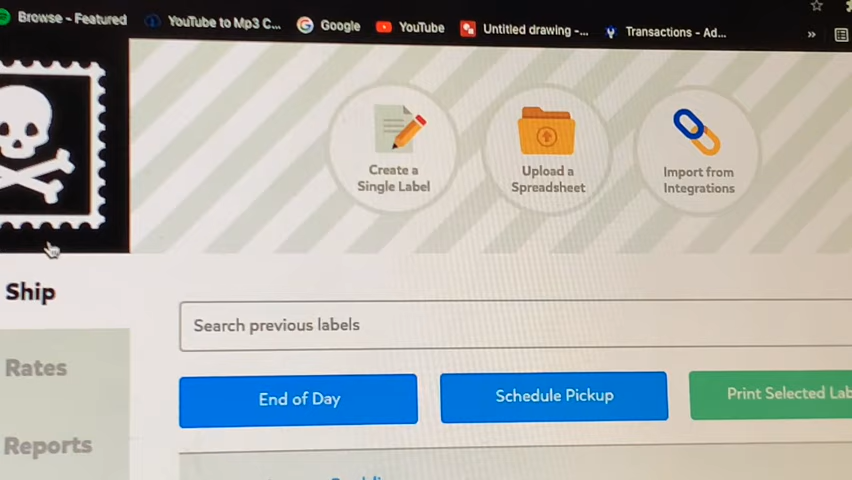 Browse - Featured
YouTube to Mp3 C...
Google
YouTube
Untitled drawing -...
Transactions - Ad...
Create a
Single Label
Upload a
Spreadsheet
Import from
Integrations
Ship
Rates
Reports
Search previous labels
End of Day
Schedule Pickup
Print Selected Lab